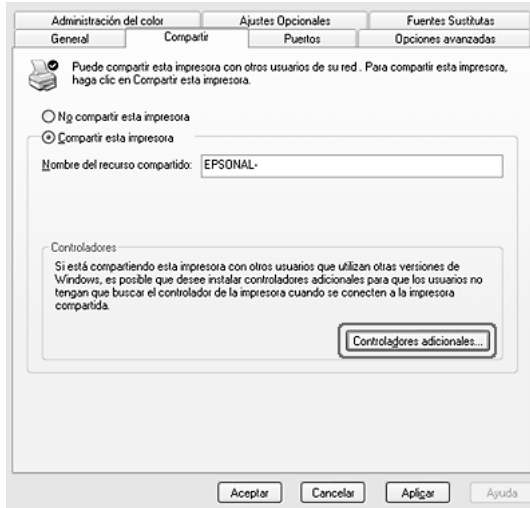 Administración del color Ajustes Opcionales Fuentes Sustitutas
General Compartir Puertos Opciones avanzadas
Puede compartir esta impresora con otros usuarios de su red . Para compartir esta impresora,
haga clic en Compartir esta impresora.
No compartir esta impresora
Compartir esta impresora
Nombre del recurso compartido: EPSONAL-
Controladores
Si está compartiendo esta impresora con otros usuarios que utilizan otras versiones de
Windows, es posible que desee instalar controladores adicionales para que los usuarios no
tengan que buscar el controlador de la impresora cuando se conecten a la impresora
compartida.
Controladores adicionales...
Aceptar Cancelar Aplicar Ayuda